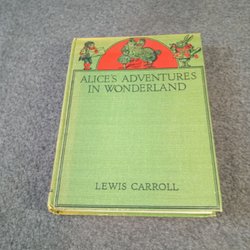 ALICE'S ADVENTURES
IN WONDERLAND
LEWIS CARROLL